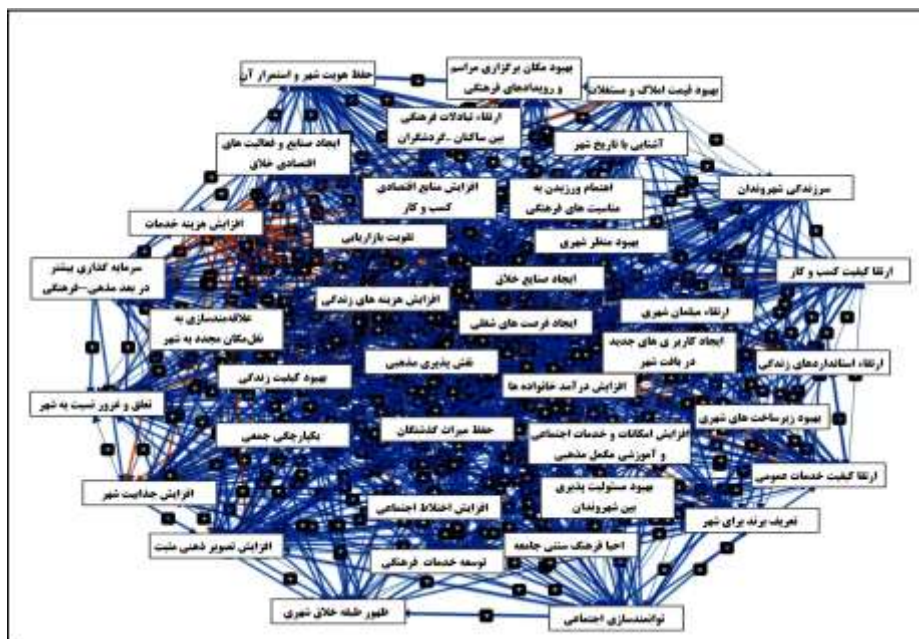 حفظ هویت شهر و استمرار آن
بهبود مکان برگزاری مراسم
و رویدادهای فرهنگی
بهبود قیمت املاک و مستغلات
ارتقاء تبادلات فرهنگی
بین ساکنان -گردشگران
آشنایی با تاریخ شهر
ایجاد صنایع و فعالیت های
اقتصادی خلاق
افزایش منابع اقتصادی
کسب و کار
اهتمام ورزیدن به
مناسبت های فرهنگی
سرزندگی شهروندان
افزایش هزینه خدمات
تقویت بازاریابی
بهبود منظر شهری
سرمایه گذاری بیشتر
در بعد مذهبی-فرهنگی
ایجاد صنایع خلاق
ارتقا کیفیت کسب و کار
افزایش هزینه های زندگی
ارتقاء مبلمان شهری
علاقه‌مندسازی به
نقل‌مکان مجدد به شهر
ایجاد فرصت های شغلی
ایجاد کاربر ی های جدید
در بافت شهر
نقش پذیری مذهبی
ارتقاء استانداردهای زندگی
بهبود کیفیت زندگی
افزایش در آمد خانواده ها
تعلق و غرور نسبت به شهر
بهبود زیرساخت های شهری
حفظ میراث گذشتگان
یکپارچگی جمعی
افزایش امکانات و خدمات اجتماعی
و آموزشی مکمل مذهبی
ارتقا کیفیت خدمات عمومی
افزایش جذابیت شهر
بهبود مسئولیت پذیری
بین شهروندان
افزایش اختلاط اجتماعی
تعریف برند برای شهر
افزایش تصویر ذهنی مثبت
احیا فرهنگ سنتی جامعه
توسعه خدمات فرهنگی
ظهور طبقه خلاق شهری
توانمندسازی اجتماعی